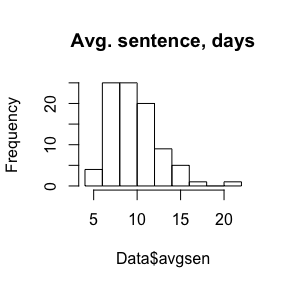 Avg. sentence, days
Frequency
20
10
0
5 10 15 20
Data$avgsen